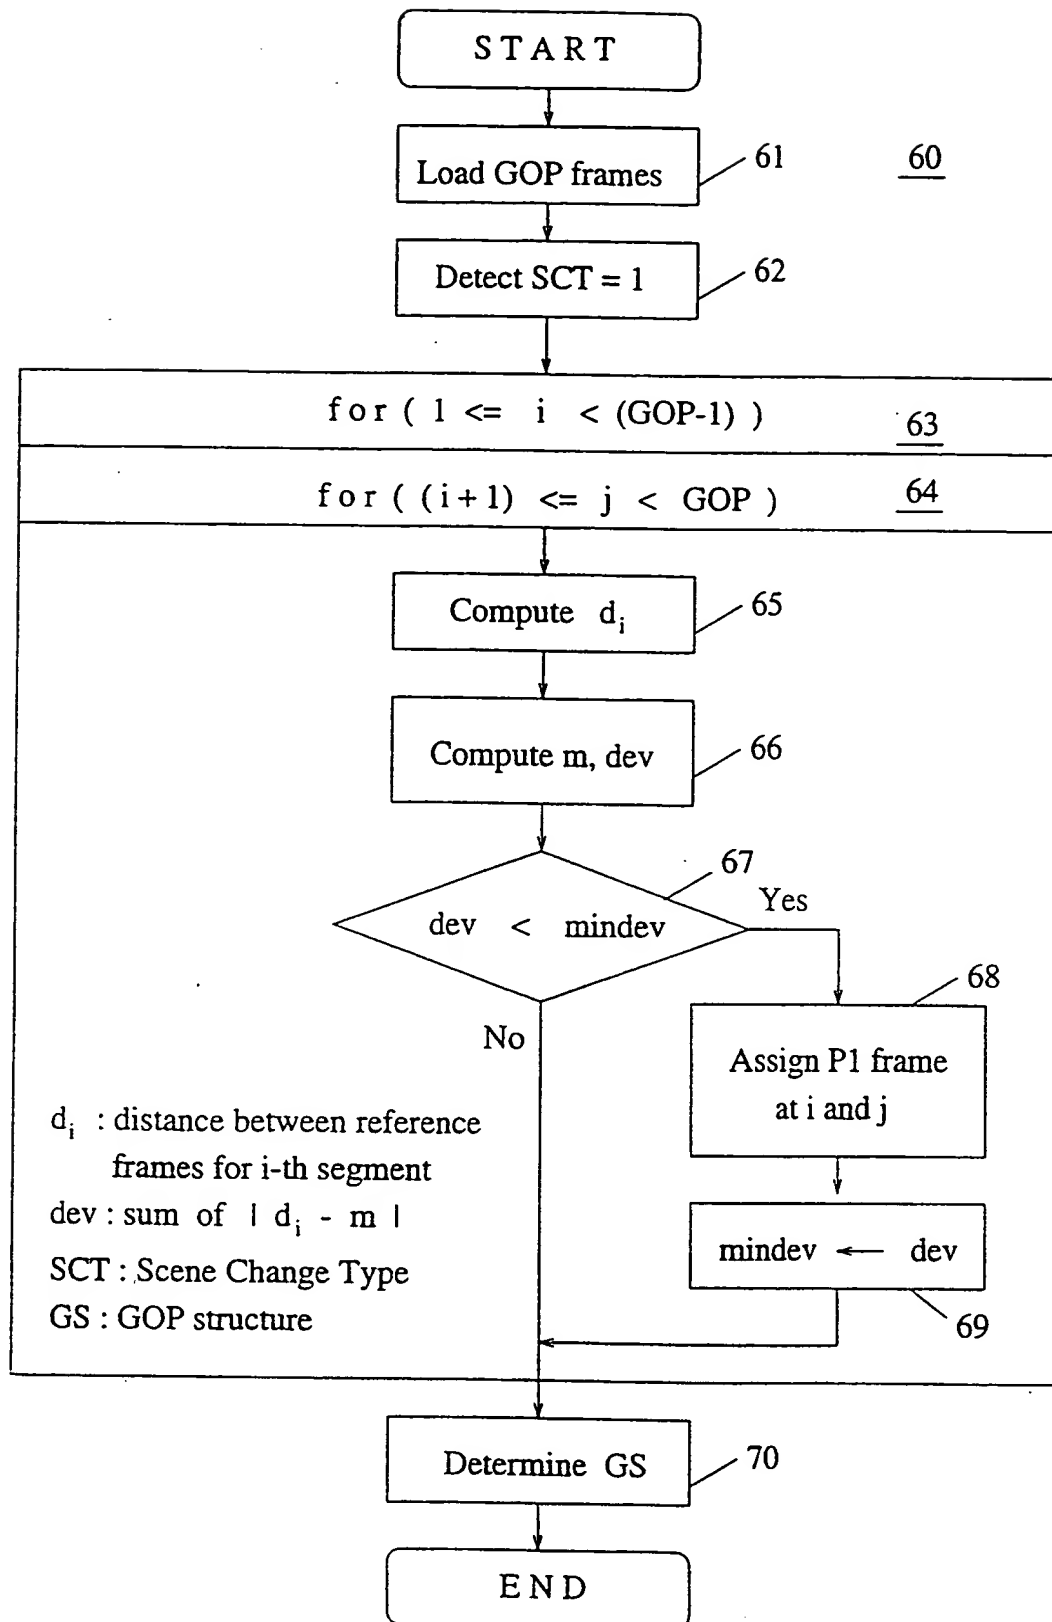 START
Load GOP frames
61
60
Detect SCT = 1
62
for ( 1 <= i < (GOP-1) )
63
for ( (i+1) <= j < GOP )
64
Compute di
65
Compute m, dev
66
67
dev < mindev
Yes
No
68
Assign P1 frame
at i and j
di : distance between reference
frames for i-th segment
dev : sum of | di - m |
SCT : Scene Change Type
GS : GOP structure
mindev ← dev
69
Determine GS
70
END